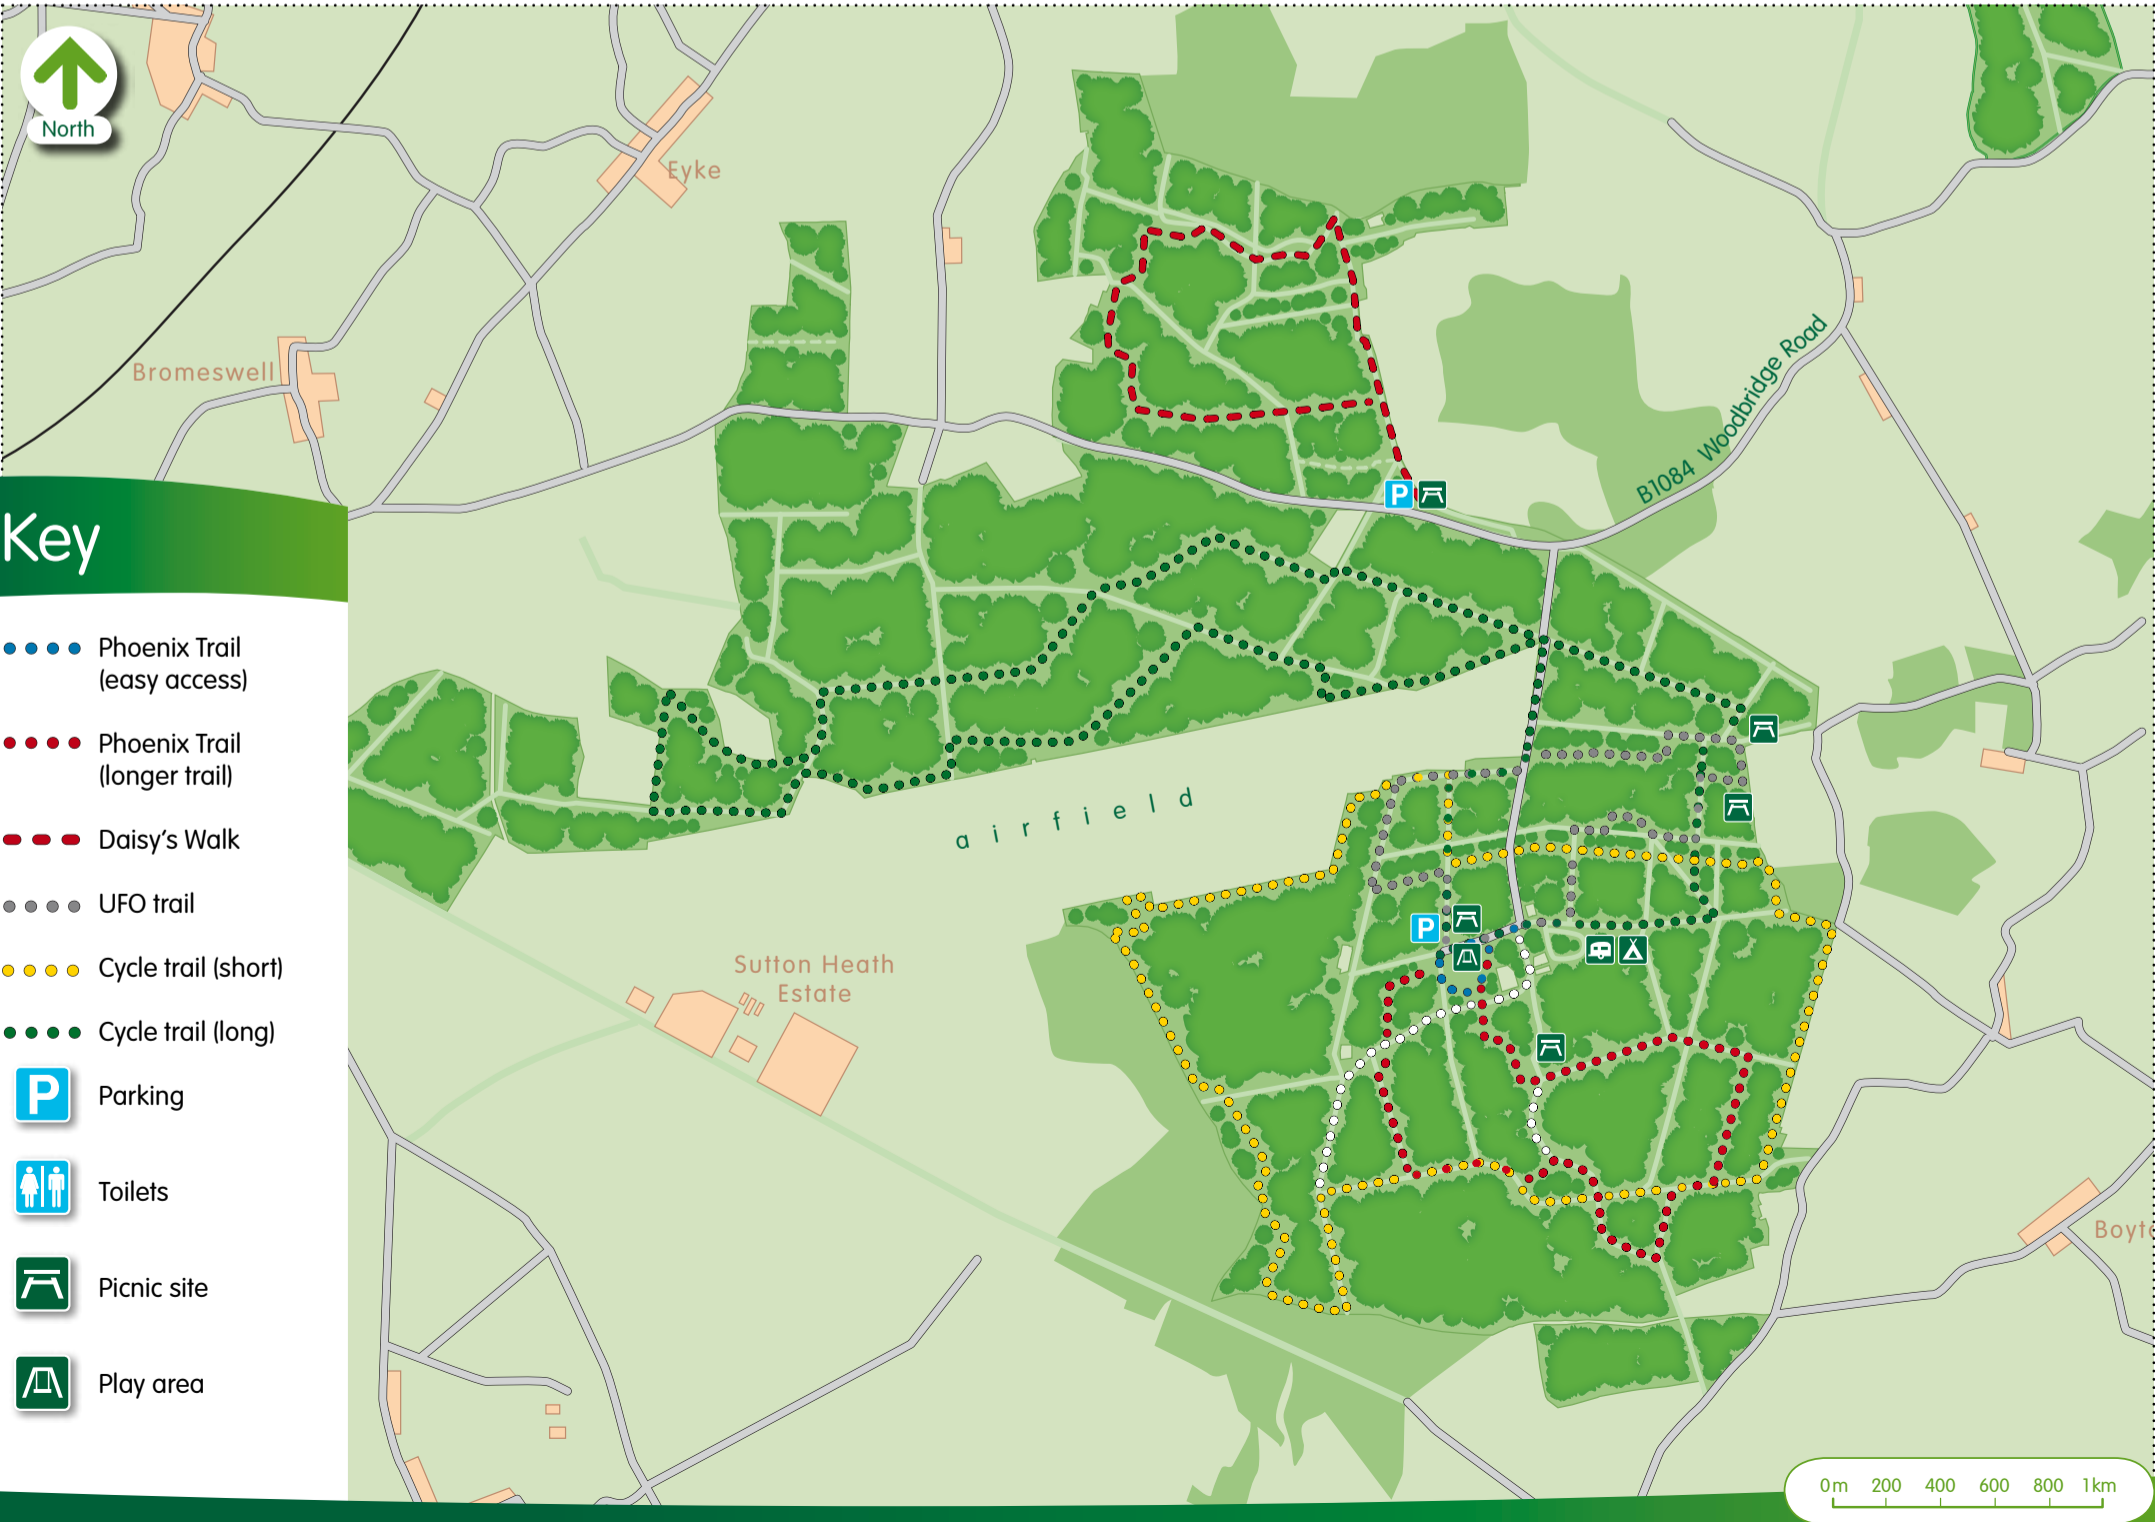 North
Eyke
Bromeswell
B1084 Woodbridge Road
Key
Phoenix Trail
(easy access)
Phoenix Trail
(longer trail)
Daisy's Walk
UFO trail
Cycle trail (short)
Cycle trail (long)
P
Parking
Toilets
Picnic site
Play area
P
airfield
P
Sutton Heath
Estate
Boyt
0m 200 400 600 800 1km